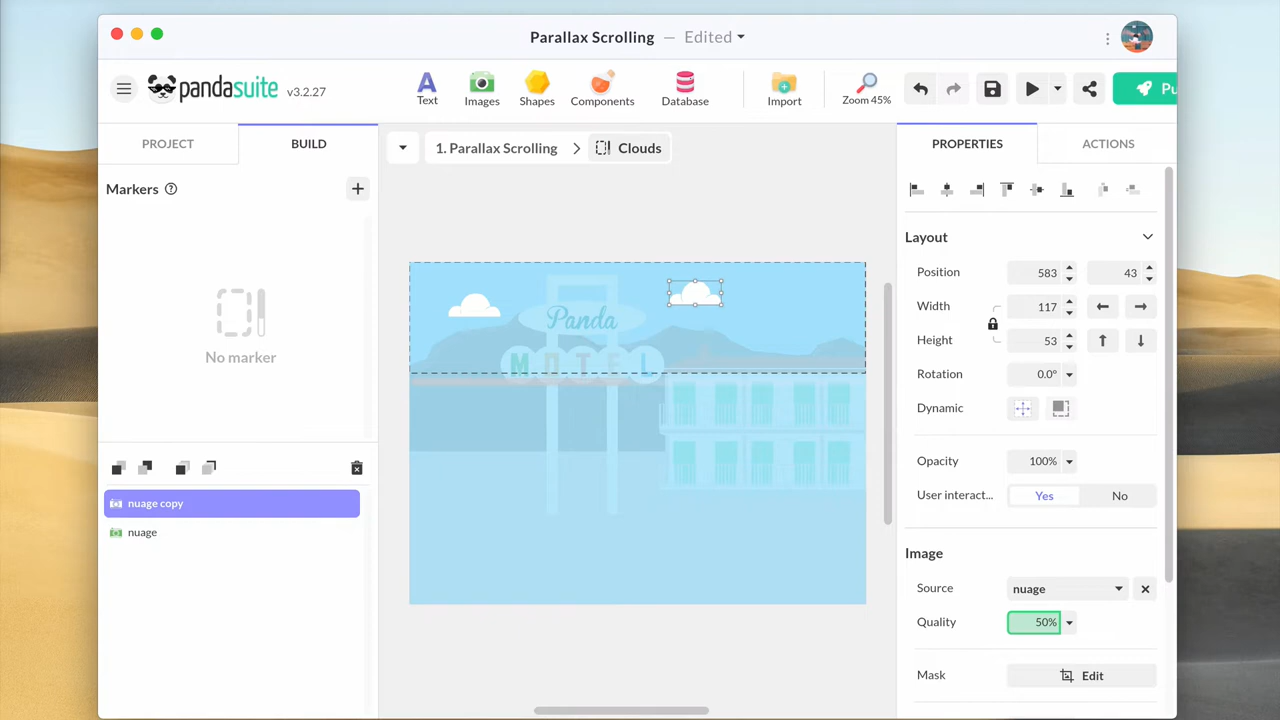 Parallax Scrolling — Edited
pandasuite v3.2.27
Text
Images
Shapes
Components
Database
Import
Zoom 45%
Pu
PROJECT
BUILD
1. Parallax Scrolling
Clouds
PROPERTIES
ACTIONS
Markers
No marker
nuage copy
nuage
Panda
MOTEL
Layout
Position 583 43
Width 117
Height 53
Rotation 0.0°
Dynamic
Opacity 100%
User interact... Yes No
Image
Source nuage
Quality 50%
Mask Edit